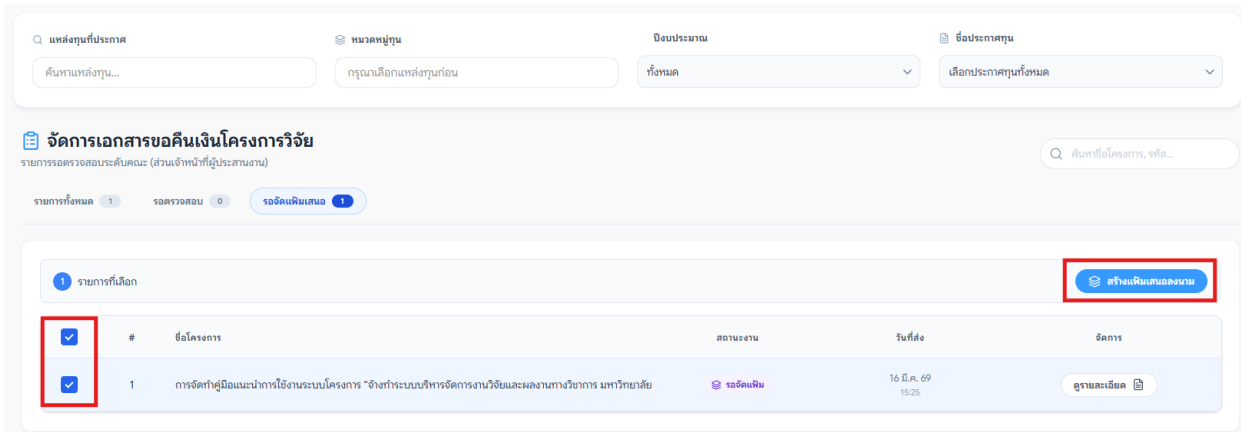 แหล่งทุนที่ประกาศ
หมวดหมู่ทุน
ปีงบประมาณ
ชื่อประกาศทุน
ค้นหาแหล่งทุน...
กรุณาเลือกแหล่งทุนก่อน
ทั้งหมด
เลือกประกาศทุนทั้งหมด
จัดการเอกสารขอคืนเงินโครงการวิจัย
รายการรอตรวจสอบระดับคณะ (ส่วนเจ้าหน้าที่ผู้ประสานงาน)
ค้นหาชื่อโครงการ, รหัส...
รายการทั้งหมด 1
รอตรวจสอบ 0
รอจัดแฟ้มเสนอ 1
1 รายการที่เลือก
สร้างแฟ้มเสนอลงนาม
# ชื่อโครงการ สถานะงาน วันที่ส่ง จัดการ
1 การจัดทำคู่มือแนะนำการใช้งานระบบโครงการ "จ้างทำระบบบริหารจัดการงานวิจัยและผลงานทางวิชาการ มหาวิทยาลัย รอจัดแฟ้ม 16 มี.ค. 69 ดูรายละเอียด
15:25